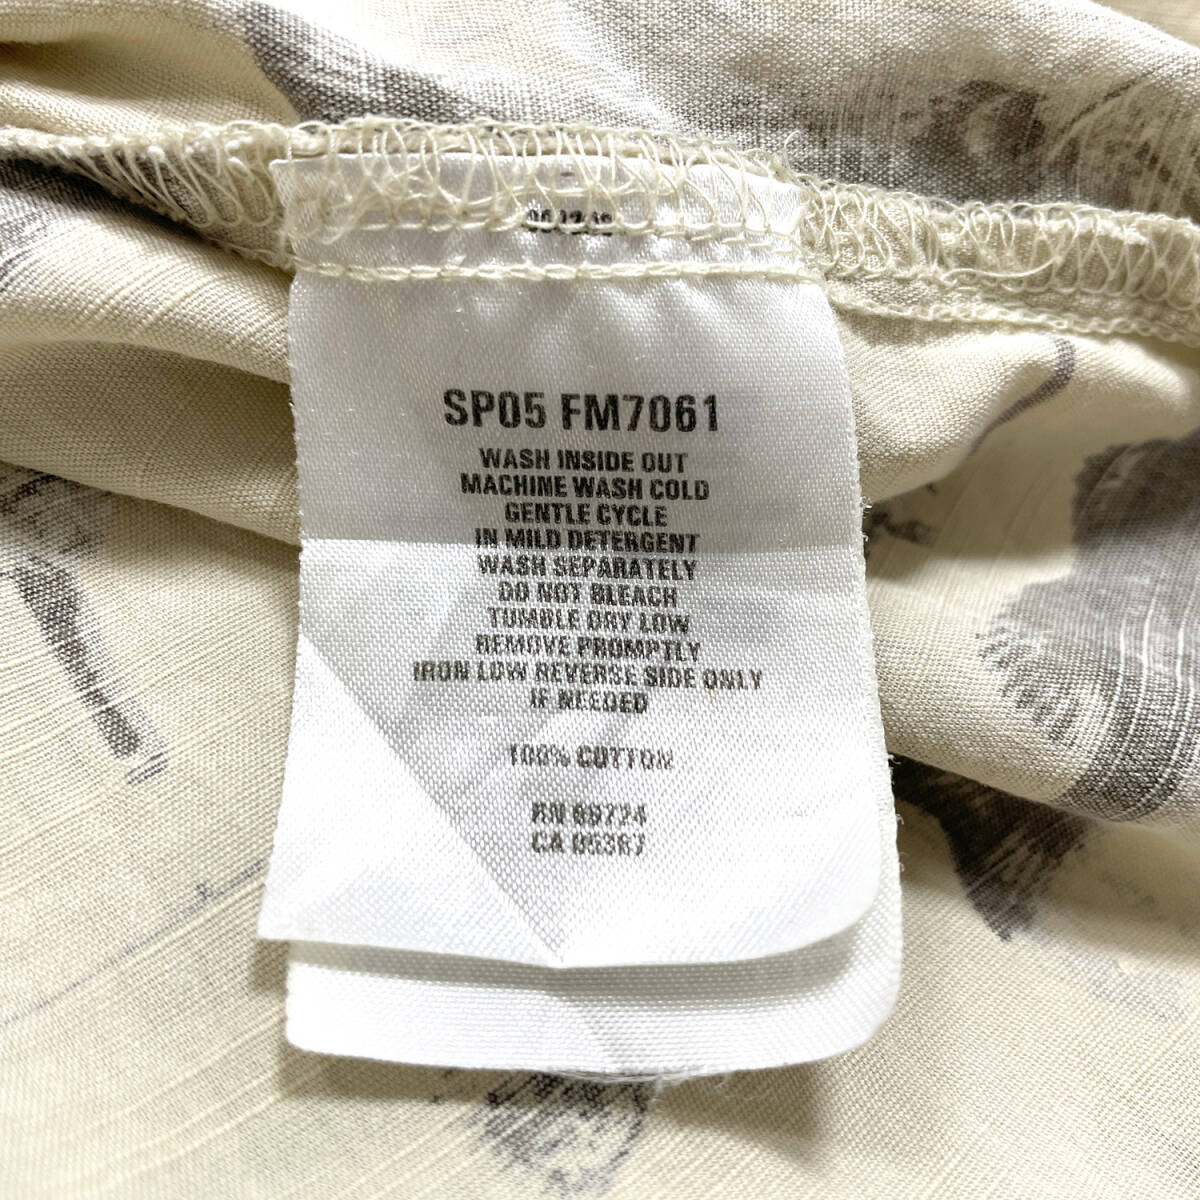 SP05 FM7061
WASH INSIDE OUT
MACHINE WASH COLD
GENTLE CYCLE
IN MILD DETERGENT
WASH SEPARATELY
DO NOT BLEACH
TUMBLE DRY LOW
REMOVE PROMPTLY
IRON LOW REVERSE SIDE ONLY
IF NEEDED
100% COTTON
RN 89724
CA 05367